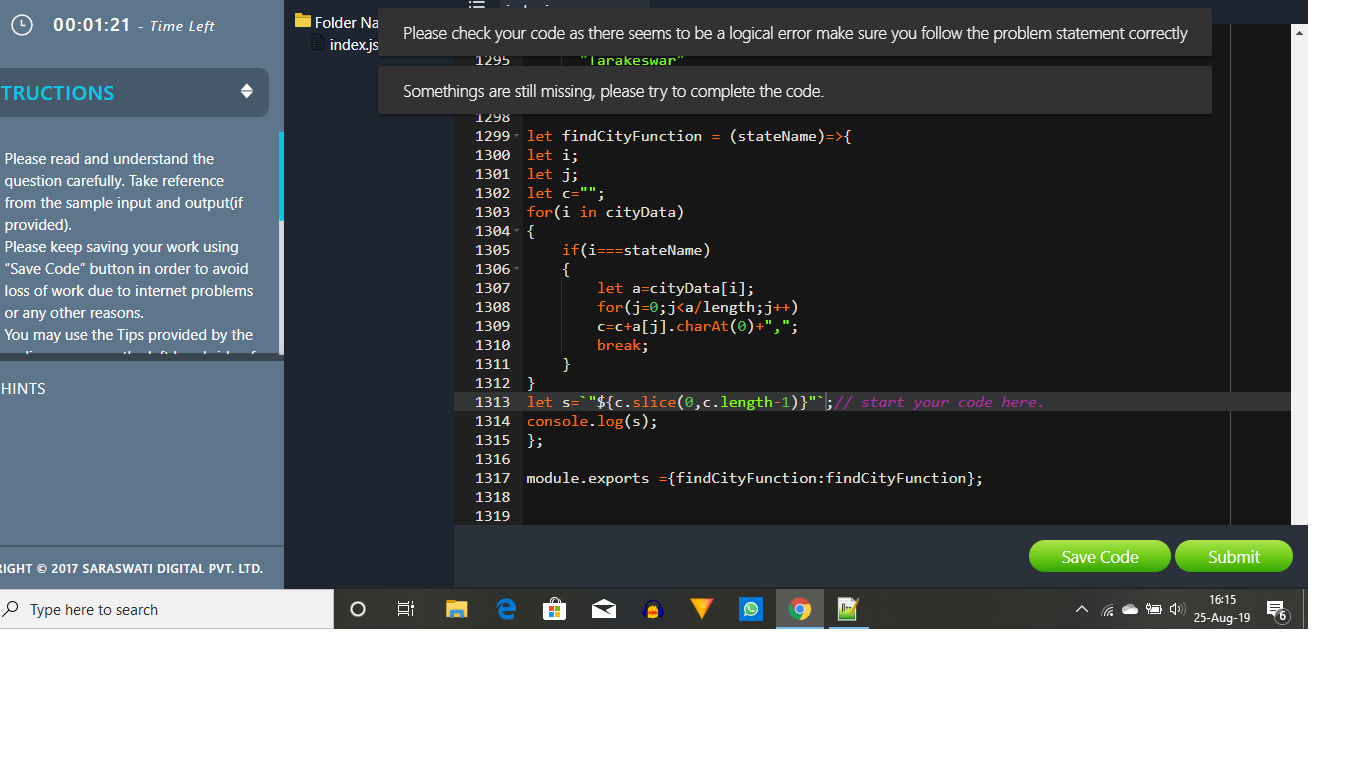 00:01:21 - Time Left
TRUCTIONS
Please read and understand the
question carefully. Take reference
from the sample input and output(if
provided).
Please keep saving your work using
“Save Code” button in order to avoid
loss of work due to internet problems
or any other reasons.
You may use the Tips provided by the
HINTS
RIGHT © 2017 SARASWATI DIGITAL PVT. LTD.
Folder Na
index.js
Please check your code as there seems to be a logical error make sure you follow the problem statement correctly
1295 "Tarakeswar"
Somethings are still missing, please try to complete the code.
1298
1299 let findCityFunction = (stateName)=>{
1300 let i;
1301 let j;
1302 let c="";
1303 for(i in cityData)
1304 {
1305 if(i===stateName)
1306 {
1307 let a=cityData[i];
1308 for(j=0;j<a/length;j++)
1309 c=c+a[j].charAt(0)+",";
1310 break;
1311 }
1312 }
1313 let s=`"${c.slice(0,c.length-1)}"`;// start your code here.
1314 console.log(s);
1315 };
1316
1317 module.exports ={findCityFunction:findCityFunction};
1318
1319
Save Code Submit
Type here to search
16:15
25-Aug-19
6